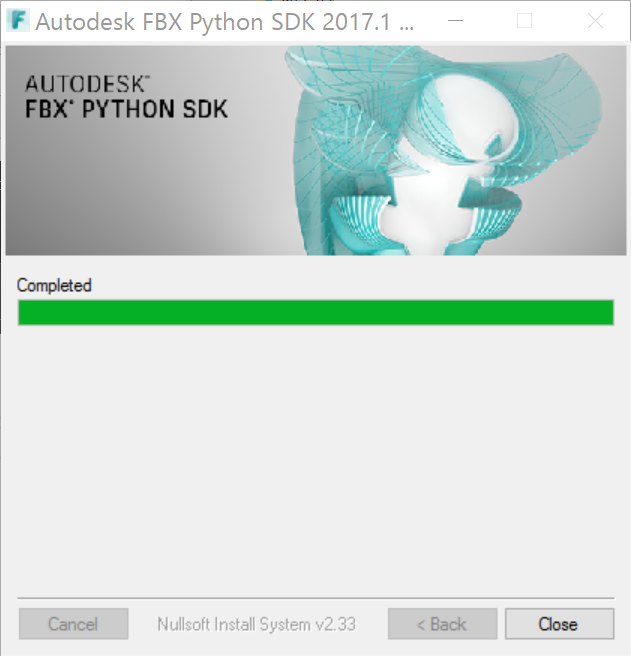 Autodesk FBX Python SDK 2017.1 ...
AUTODESK™
FBX® PYTHON SDK
Completed
Cancel
Nullsoft Install System v2.33
< Back
Close